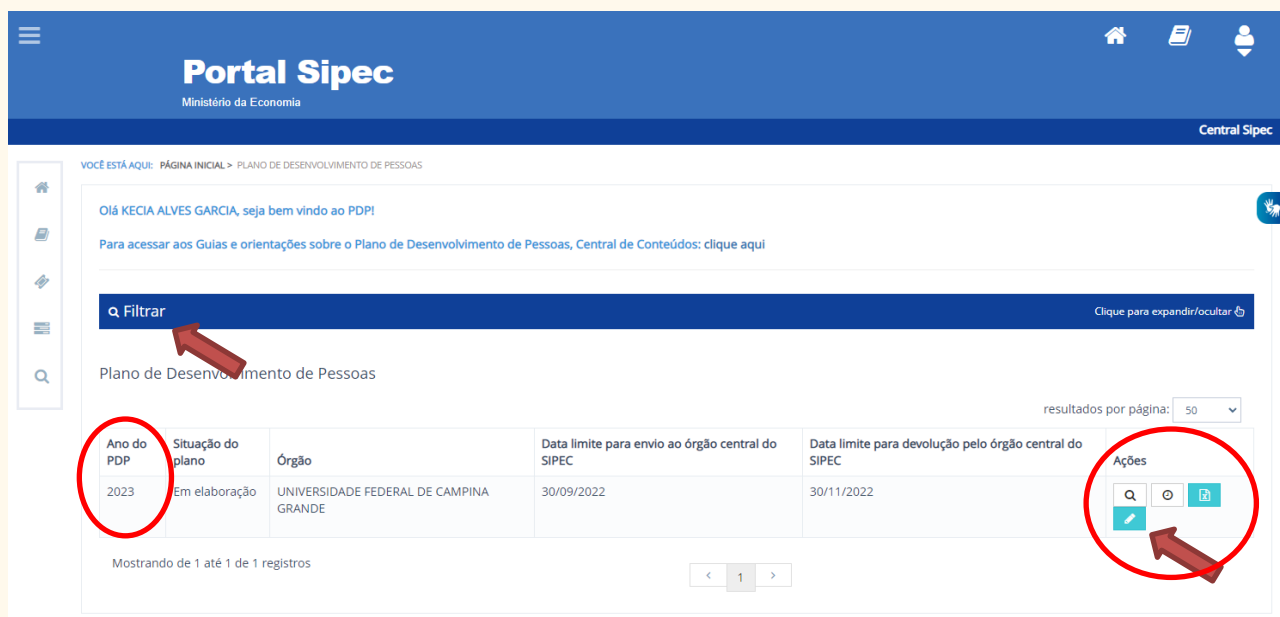 Portal Sipec
Ministério da Economia
Central Sipec
VOCÊ ESTÁ AQUI: PÁGINA INICIAL > PLANO DE DESENVOLVIMENTO DE PESSOAS
Olá KECIA ALVES GARCIA, seja bem vindo ao PDP!
Para acessar aos Guias e orientações sobre o Plano de Desenvolvimento de Pessoas, Central de Conteúdos: clique aqui
Filtrar
Clique para expandir/ocultar
Plano de Desenvolvimento de Pessoas
resultados por página: 50
Ano do PDP
Situação do plano
Órgão
Data limite para envio ao órgão central do SIPEC
Data limite para devolução pelo órgão central do SIPEC
Ações
2023
Em elaboração
UNIVERSIDADE FEDERAL DE CAMPINA GRANDE
30/09/2022
30/11/2022
Mostrando de 1 até 1 de 1 registros
< 1 >